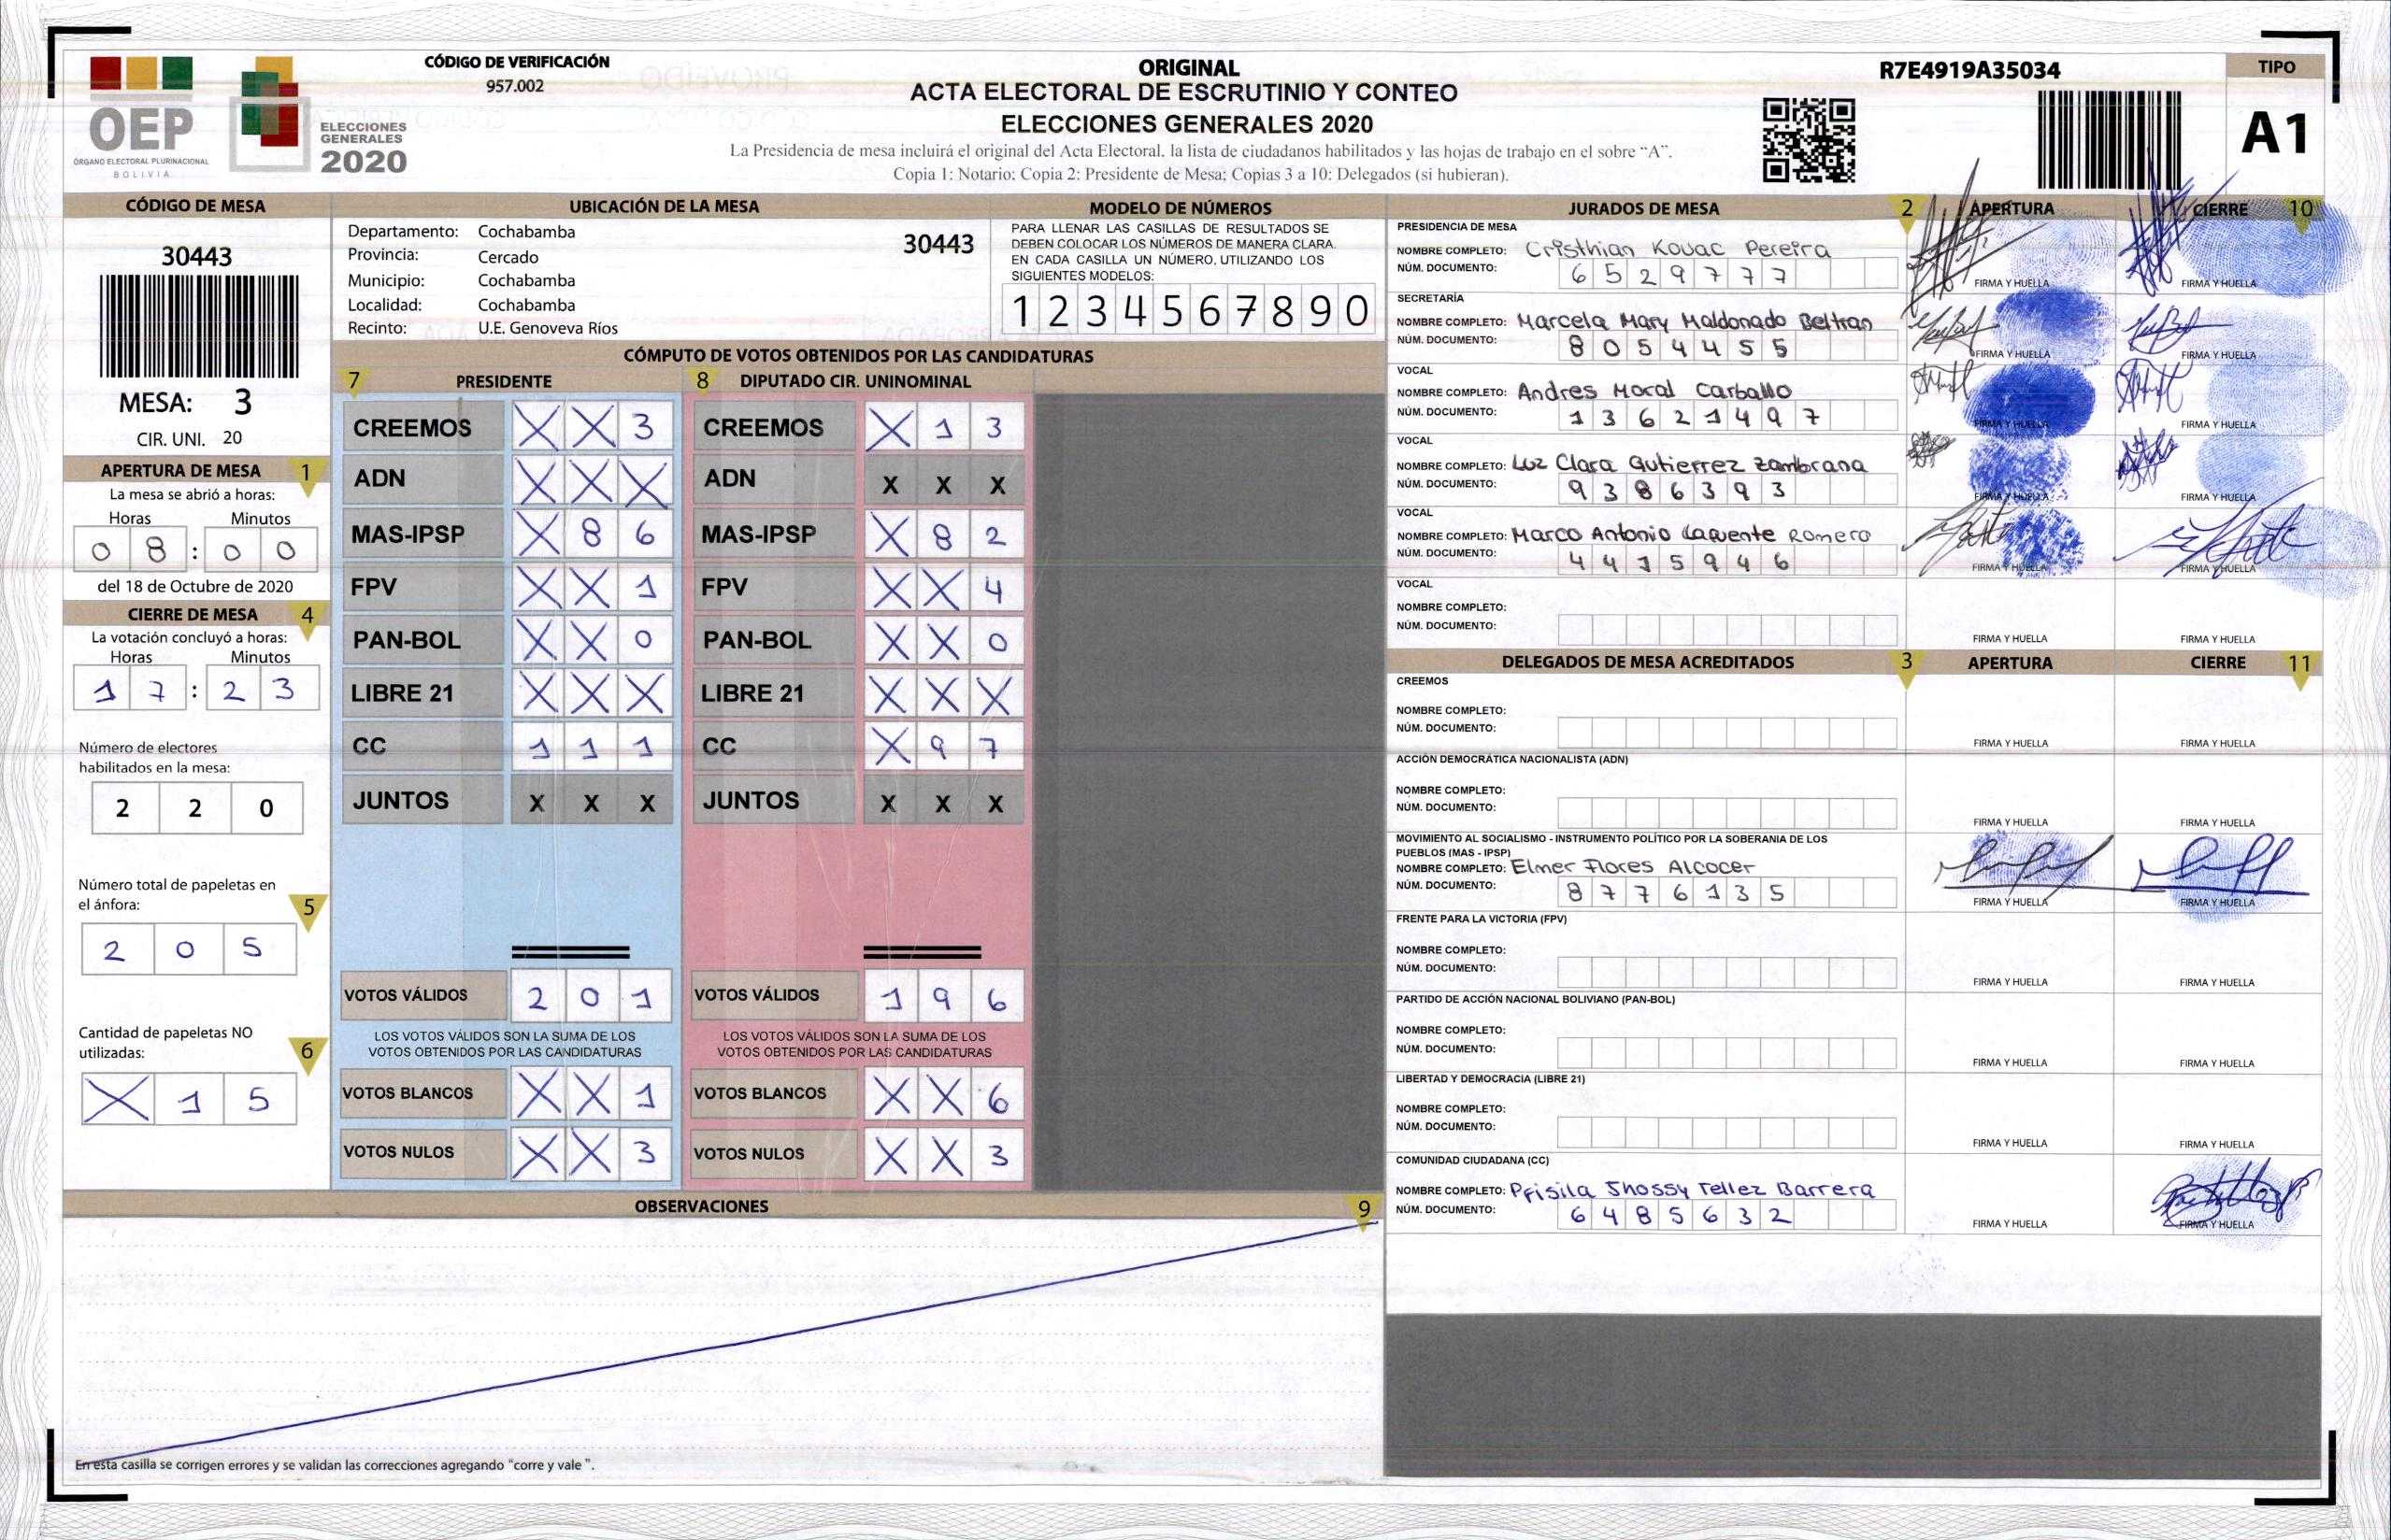 CÓDIGO DE VERIFICACIÓN
957.002
OEP
ÓRGANO ELECTORAL PLURINACIONAL
BOLIVIA
ELECCIONES
GENERALES
2020
ORIGINAL
ACTA ELECTORAL DE ESCRUTINIO Y CONTEO
ELECCIONES GENERALES 2020
La Presidencia de mesa incluirá el original del Acta Electoral, la lista de ciudadanos habilitados y las hojas de trabajo en el sobre “A”.
Copia 1: Notario; Copia 2: Presidente de Mesa; Copias 3 a 10: Delegados (si hubieran).
R7E4919A35034
TIPO
A1
CÓDIGO DE MESA
30443
MESA: 3
CIR. UNI. 20
APERTURA DE MESA 1
La mesa se abrió a horas:
Horas Minutos
0 8 : 0 0
del 18 de Octubre de 2020
CIERRE DE MESA 4
La votación concluyó a horas:
Horas Minutos
1 7 : 2 3
Número de electores
habilitados en la mesa:
2 2 0
Número total de papeletas en
el ánfora: 5
2 0 5
Cantidad de papeletas NO
utilizadas: 6
X 1 5
UBICACIÓN DE LA MESA
Departamento: Cochabamba
30443
Provincia: Cercado
Municipio: Cochabamba
Localidad: Cochabamba
Recinto: U.E. Genoveva Ríos
MODELO DE NÚMEROS
PARA LLENAR LAS CASILLAS DE RESULTADOS SE
DEBEN COLOCAR LOS NÚMEROS DE MANERA CLARA.
EN CADA CASILLA UN NÚMERO, UTILIZANDO LOS
SIGUIENTES MODELOS:
1 2 3 4 5 6 7 8 9 0
CÓMPUTO DE VOTOS OBTENIDOS POR LAS CANDIDATURAS
7 PRESIDENTE
CREEMOS X X 3
ADN X X X
MAS-IPSP X 8 6
FPV X X 1
PAN-BOL X X 0
LIBRE 21 X X X
CC 1 1 1
JUNTOS X X X
VOTOS VÁLIDOS 2 0 1
LOS VOTOS VÁLIDOS SON LA SUMA DE LOS
VOTOS OBTENIDOS POR LAS CANDIDATURAS
VOTOS BLANCOS X X 1
VOTOS NULOS X X 3
8 DIPUTADO CIR. UNINOMINAL
CREEMOS X 1 3
ADN X X X
MAS-IPSP X 8 2
FPV X X 4
PAN-BOL X X 0
LIBRE 21 X X X
CC X 9 7
JUNTOS X X X
VOTOS VÁLIDOS 1 9 6
LOS VOTOS VÁLIDOS SON LA SUMA DE LOS
VOTOS OBTENIDOS POR LAS CANDIDATURAS
VOTOS BLANCOS X X 6
VOTOS NULOS X X 3
OBSERVACIONES 9
En esta casilla se corrigen errores y se validan las correcciones agregando “corre y vale ”.
JURADOS DE MESA 2 APERTURA CIERRE 10
PRESIDENCIA DE MESA
NOMBRE COMPLETO: Cristhian Kovac Pereira
NÚM. DOCUMENTO: 6 5 2 9 7 7 7
FIRMA Y HUELLA FIRMA Y HUELLA
SECRETARÍA
NOMBRE COMPLETO: Marcela Mary Maldonado Beltran
NÚM. DOCUMENTO: 8 0 5 4 4 5 5
FIRMA Y HUELLA FIRMA Y HUELLA
VOCAL
NOMBRE COMPLETO: Andres Moral Carballo
NÚM. DOCUMENTO: 1 3 6 2 1 4 9 7
FIRMA Y HUELLA FIRMA Y HUELLA
VOCAL
NOMBRE COMPLETO: Luz Clara Gutierrez Zambrana
NÚM. DOCUMENTO: 9 3 8 6 3 9 3
FIRMA Y HUELLA FIRMA Y HUELLA
VOCAL
NOMBRE COMPLETO: Marco Antonio Laquente Romero
NÚM. DOCUMENTO: 4 4 1 5 9 4 6
FIRMA Y HUELLA FIRMA Y HUELLA
VOCAL
NOMBRE COMPLETO:
NÚM. DOCUMENTO:
FIRMA Y HUELLA FIRMA Y HUELLA
DELEGADOS DE MESA ACREDITADOS 3 APERTURA CIERRE 11
CREEMOS
NOMBRE COMPLETO:
NÚM. DOCUMENTO:
FIRMA Y HUELLA FIRMA Y HUELLA
ACCIÓN DEMOCRÁTICA NACIONALISTA (ADN)
NOMBRE COMPLETO:
NÚM. DOCUMENTO:
FIRMA Y HUELLA FIRMA Y HUELLA
MOVIMIENTO AL SOCIALISMO - INSTRUMENTO POLÍTICO POR LA SOBERANIA DE LOS
PUEBLOS (MAS - IPSP)
NOMBRE COMPLETO: Elmer Flores Alcocer
NÚM. DOCUMENTO: 8 7 7 6 1 3 5
FIRMA Y HUELLA FIRMA Y HUELLA
FRENTE PARA LA VICTORIA (FPV)
NOMBRE COMPLETO:
NÚM. DOCUMENTO:
FIRMA Y HUELLA FIRMA Y HUELLA
PARTIDO DE ACCIÓN NACIONAL BOLIVIANO (PAN-BOL)
NOMBRE COMPLETO:
NÚM. DOCUMENTO:
FIRMA Y HUELLA FIRMA Y HUELLA
LIBERTAD Y DEMOCRACIA (LIBRE 21)
NOMBRE COMPLETO:
NÚM. DOCUMENTO:
FIRMA Y HUELLA FIRMA Y HUELLA
COMUNIDAD CIUDADANA (CC)
NOMBRE COMPLETO: Prisila Jhossy Tellez Barrera
NÚM. DOCUMENTO: 6 4 8 5 6 3 2
FIRMA Y HUELLA FIRMA Y HUELLA